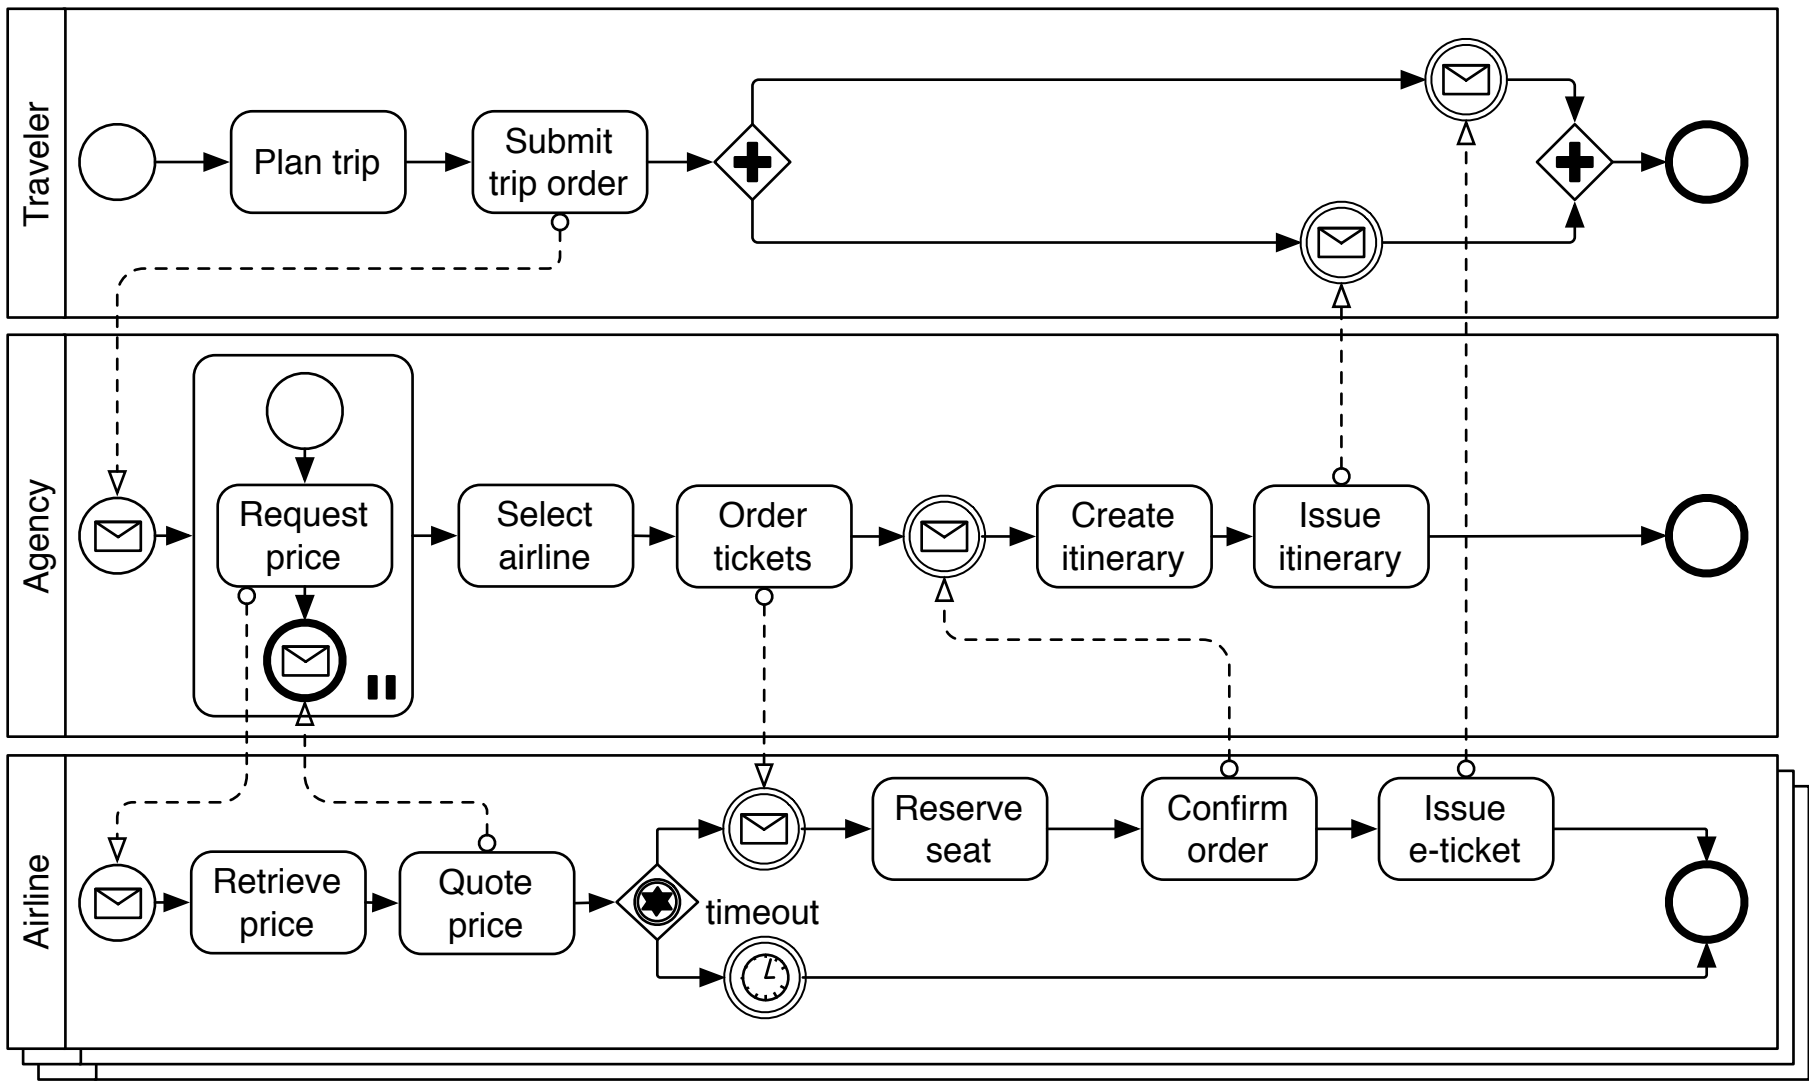 Traveler
Plan trip
Submit
trip order
Agency
Request
price
Select
airline
Order
tickets
Create
itinerary
Issue
itinerary
Airline
Retrieve
price
Quote
price
timeout
Reserve
seat
Confirm
order
Issue
e-ticket